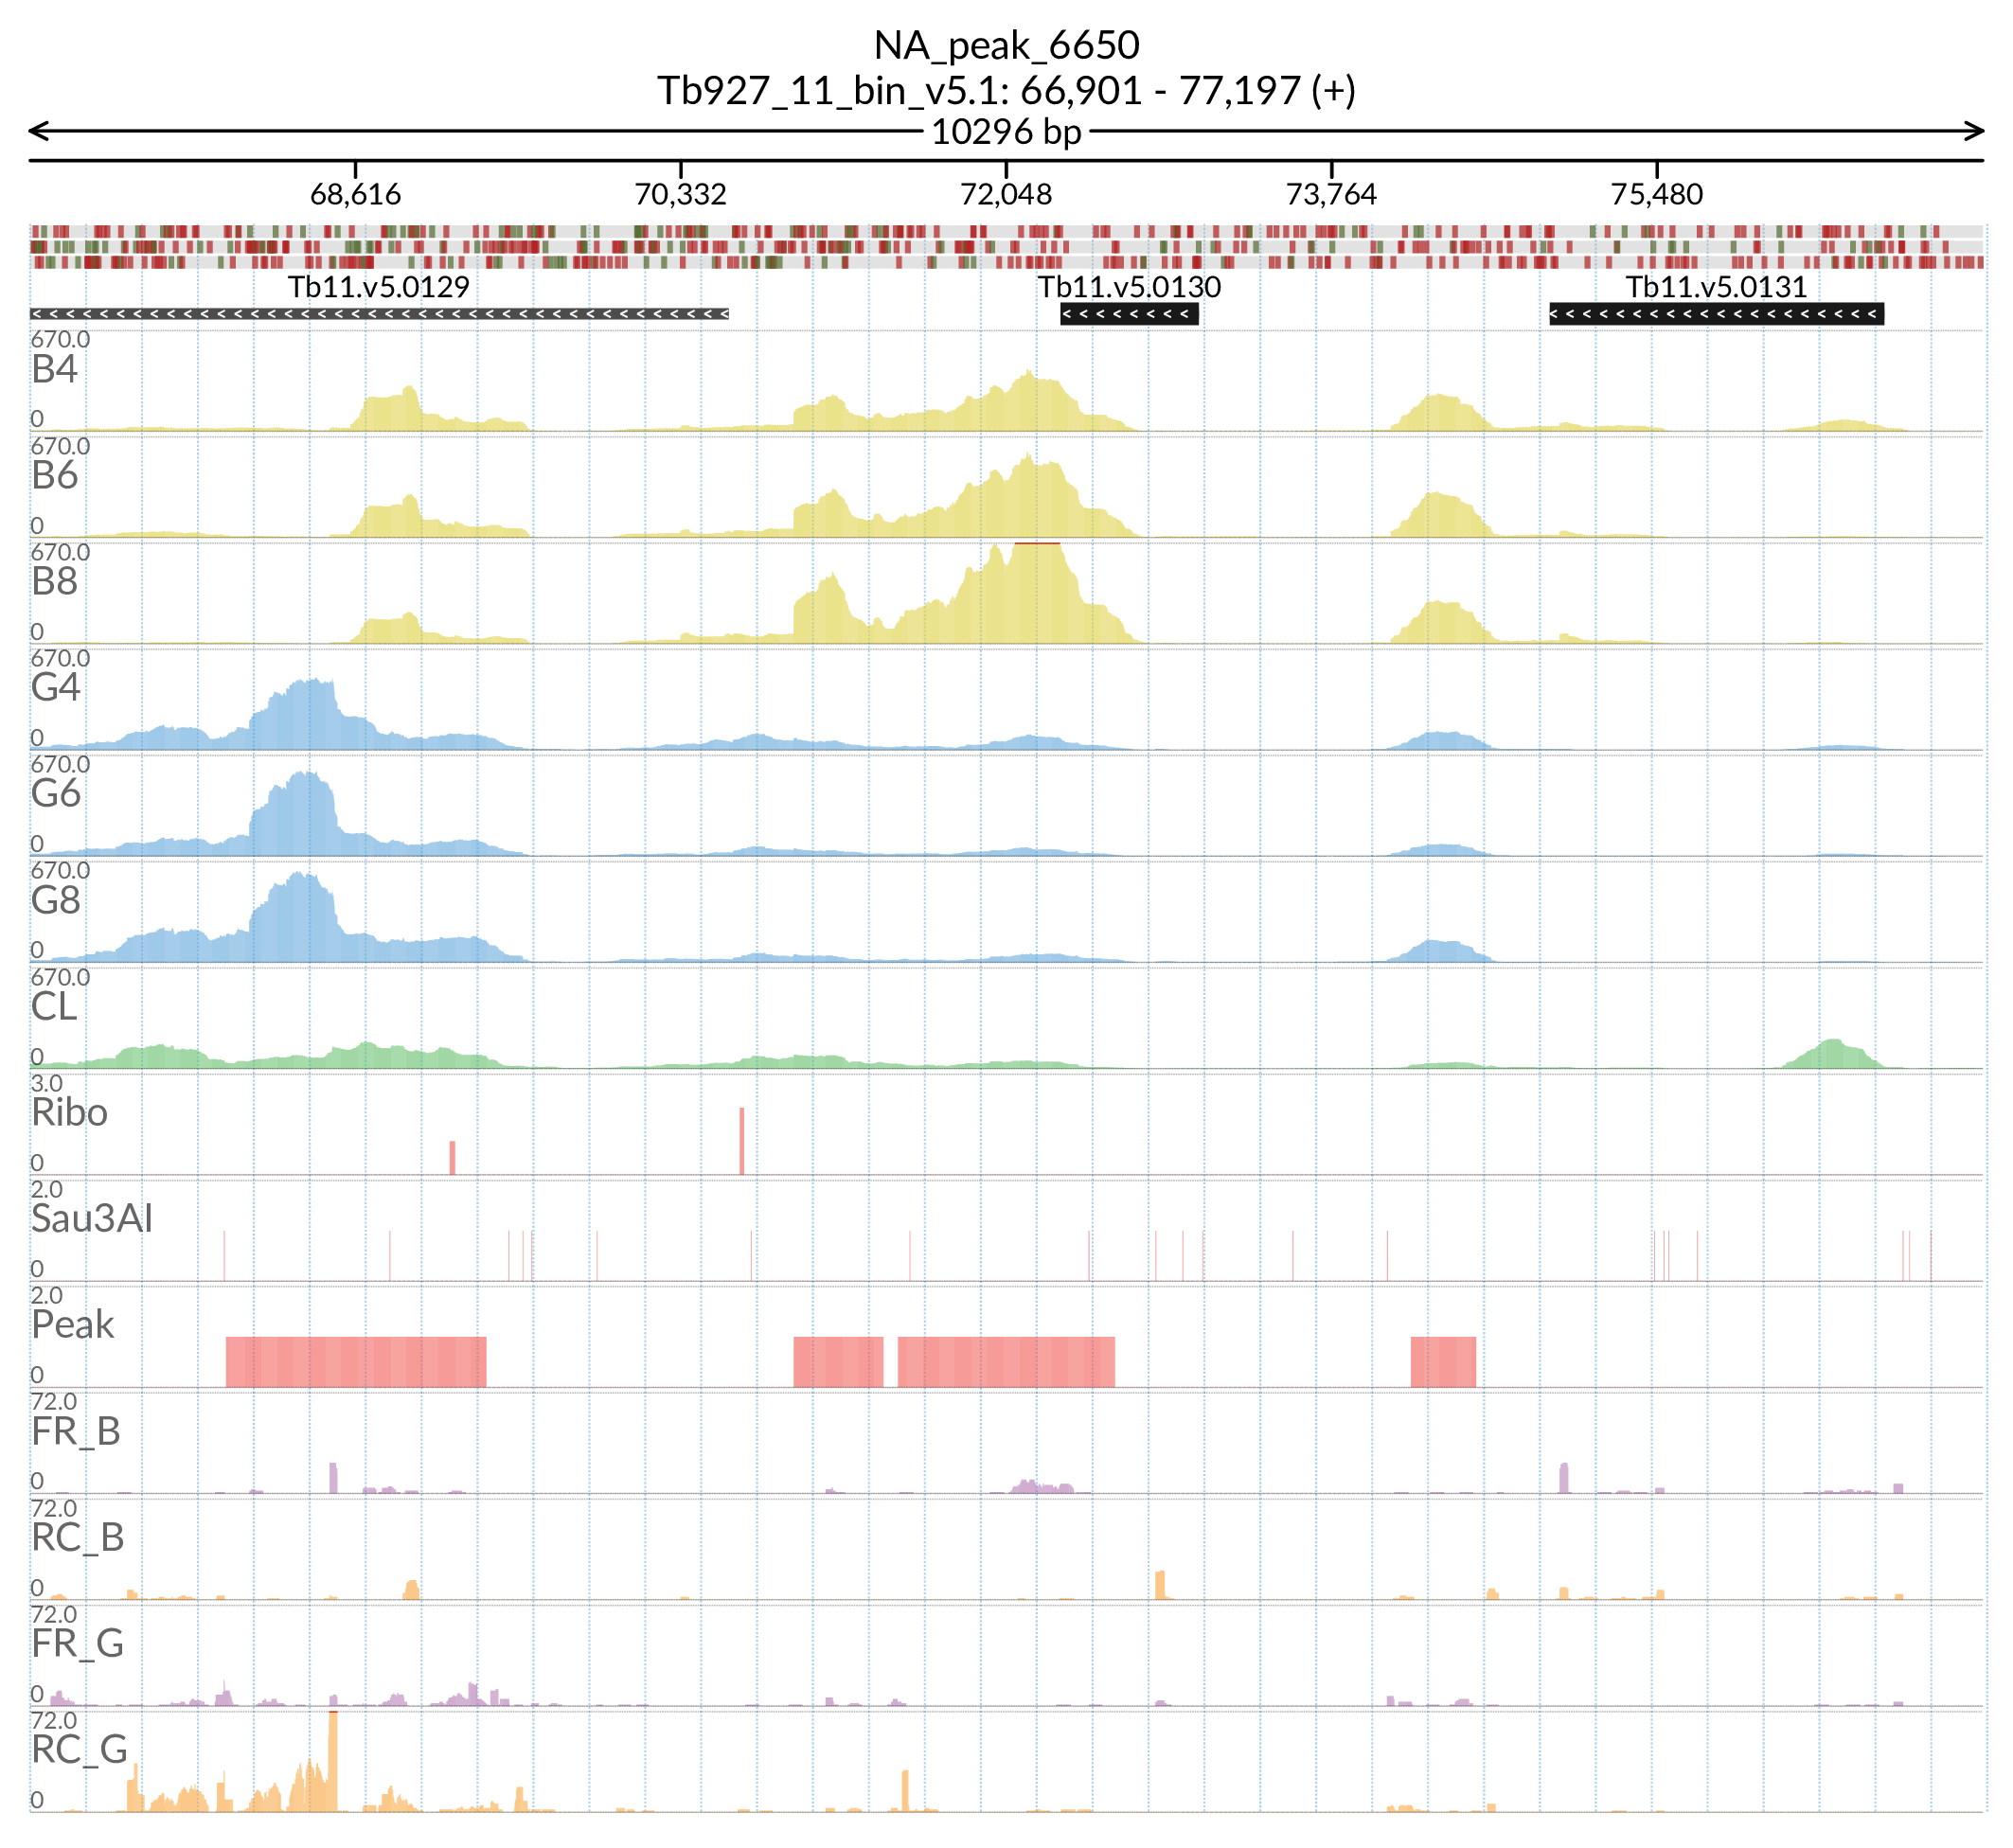 NA_peak_6650
Tb927_11_bin_v5.1: 66,901 - 77,197 (+)
10296 bp
68,616 70,332 72,048 73,764 75,480
Tb11.v5.0129 Tb11.v5.0130 Tb11.v5.0131
670.0
B4
0
670.0
B6
0
670.0
B8
0
670.0
G4
0
670.0
G6
0
670.0
G8
0
670.0
CL
0
3.0
Ribo
0
2.0
Sau3AI
0
2.0
Peak
0
72.0
FR_B
0
72.0
RC_B
0
72.0
FR_G
0
72.0
RC_G
0